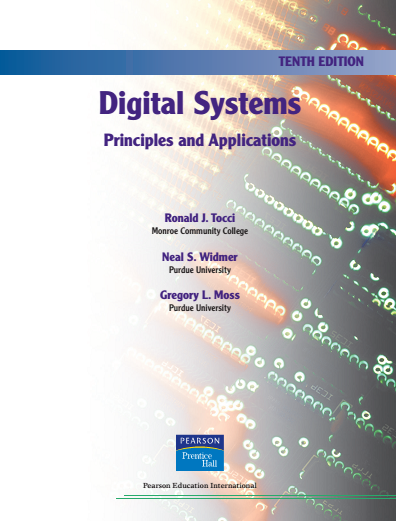 TENTH EDITION
Digital Systems
Principles and Applications
Ronald J. Tocci
Monroe Community College
Neal S. Widmer
Purdue University
Gregory L. Moss
Purdue University
PEARSON
Prentice
Hall
Pearson Education International